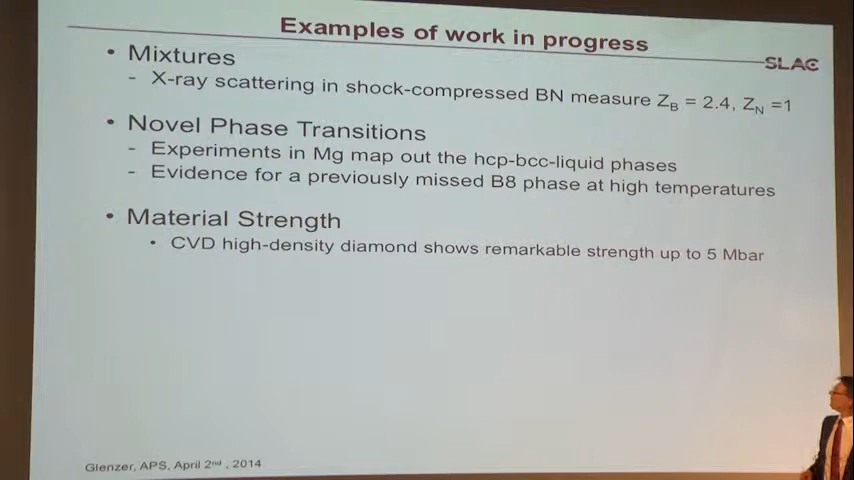 Examples of work in progress
SLAC
• Mixtures
- X-ray scattering in shock-compressed BN measure Z_B = 2.4, Z_N =1
• Novel Phase Transitions
- Experiments in Mg map out the hcp-bcc-liquid phases
- Evidence for a previously missed B8 phase at high temperatures
• Material Strength
• CVD high-density diamond shows remarkable strength up to 5 Mbar
Glenzer, APS, April 2nd , 2014